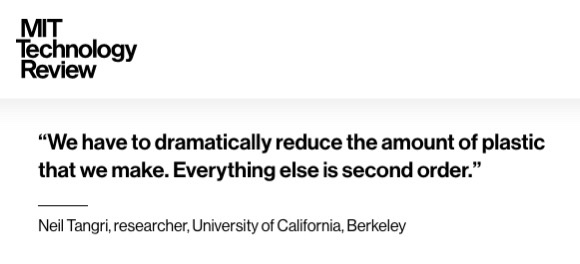 MIT
Technology
Review
“We have to dramatically reduce the amount of plastic
that we make. Everything else is second order.”
Neil Tangri, researcher, University of California, Berkeley